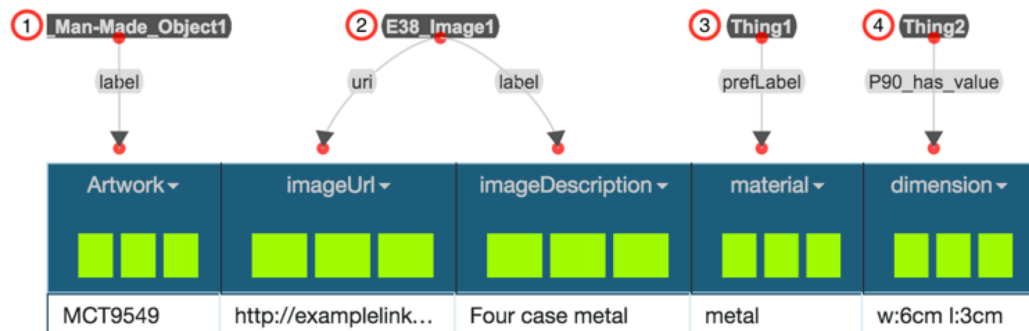 1 _Man-Made_Object1 2 E38_Image1 3 Thing1 4 Thing2
label uri label prefLabel P90_has_value
Artwork imageUrl imageDescription material dimension
MCT9549 http://examplelink... Four case metal metal w:6cm l:3cm